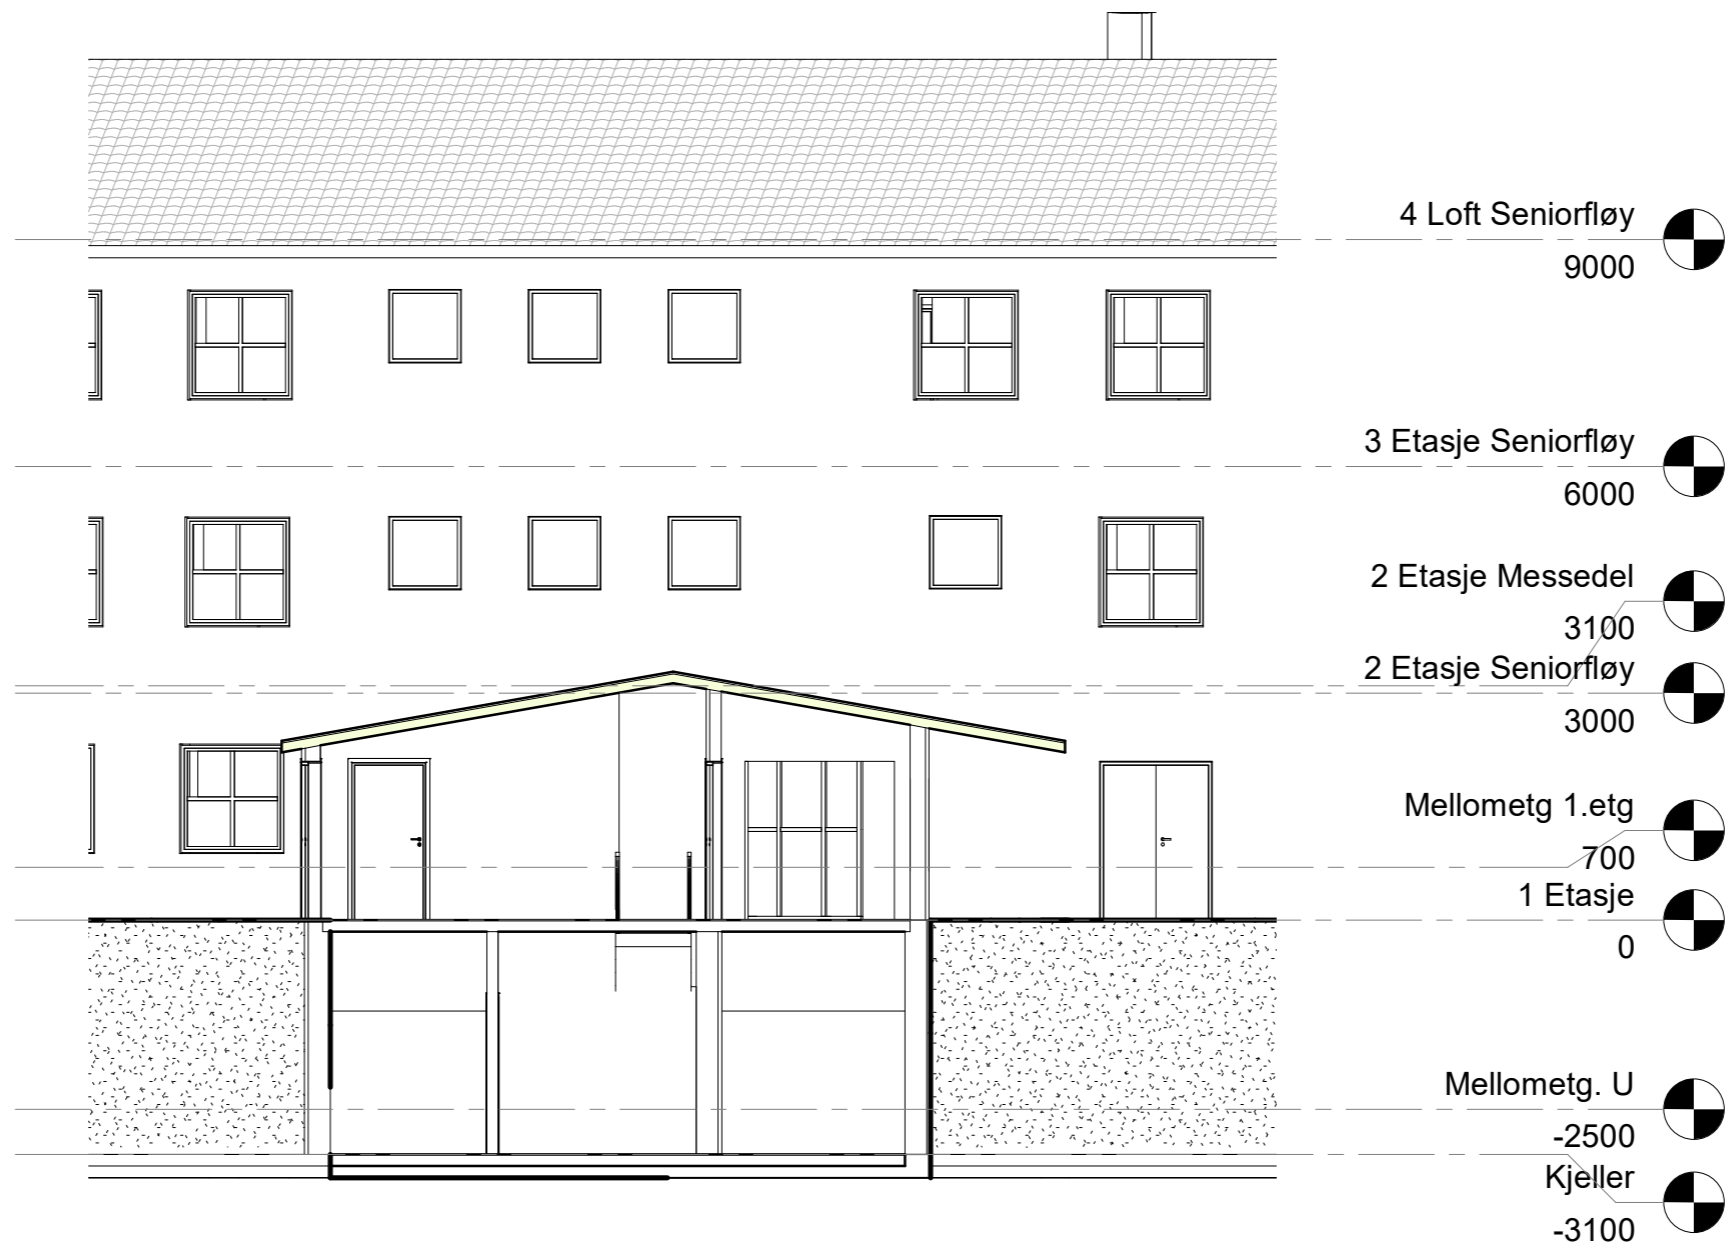 4 Loft Seniorfløy
9000
3 Etasje Seniorfløy
6000
2 Etasje Messedel
3100
2 Etasje Seniorfløy
3000
Mellometg 1.etg
700
1 Etasje
0
Mellometg. U
-2500
Kjeller
-3100